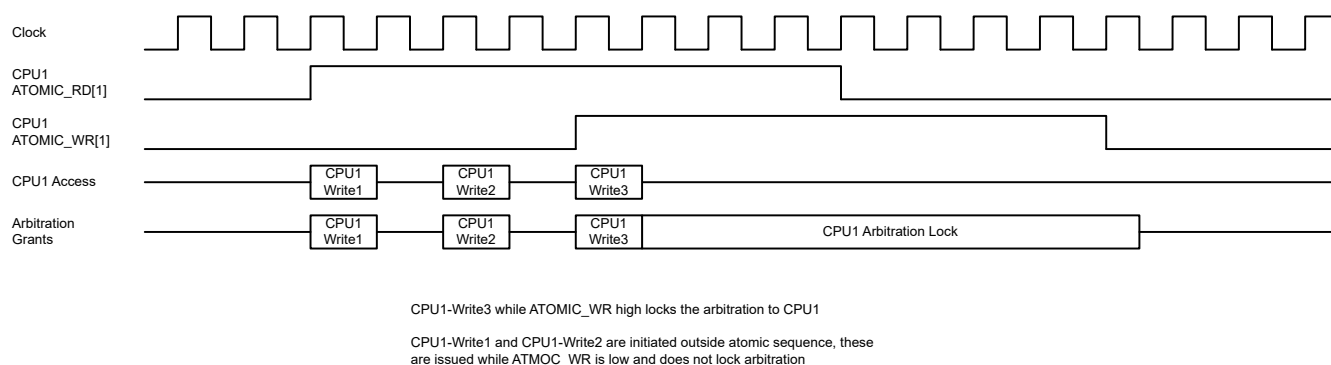 Clock
CPU1
ATOMIC_RD[1]
CPU1
ATOMIC_WR[1]
CPU1 Access
CPU1
Write1
CPU1
Write2
CPU1
Write3
Arbitration
Grants
CPU1
Write1
CPU1
Write2
CPU1
Write3
CPU1 Arbitration Lock
CPU1-Write3 while ATOMIC_WR high locks the arbitration to CPU1
CPU1-Write1 and CPU1-Write2 are initiated outside atomic sequence, these
are issued while ATMOC_WR is low and does not lock arbitration